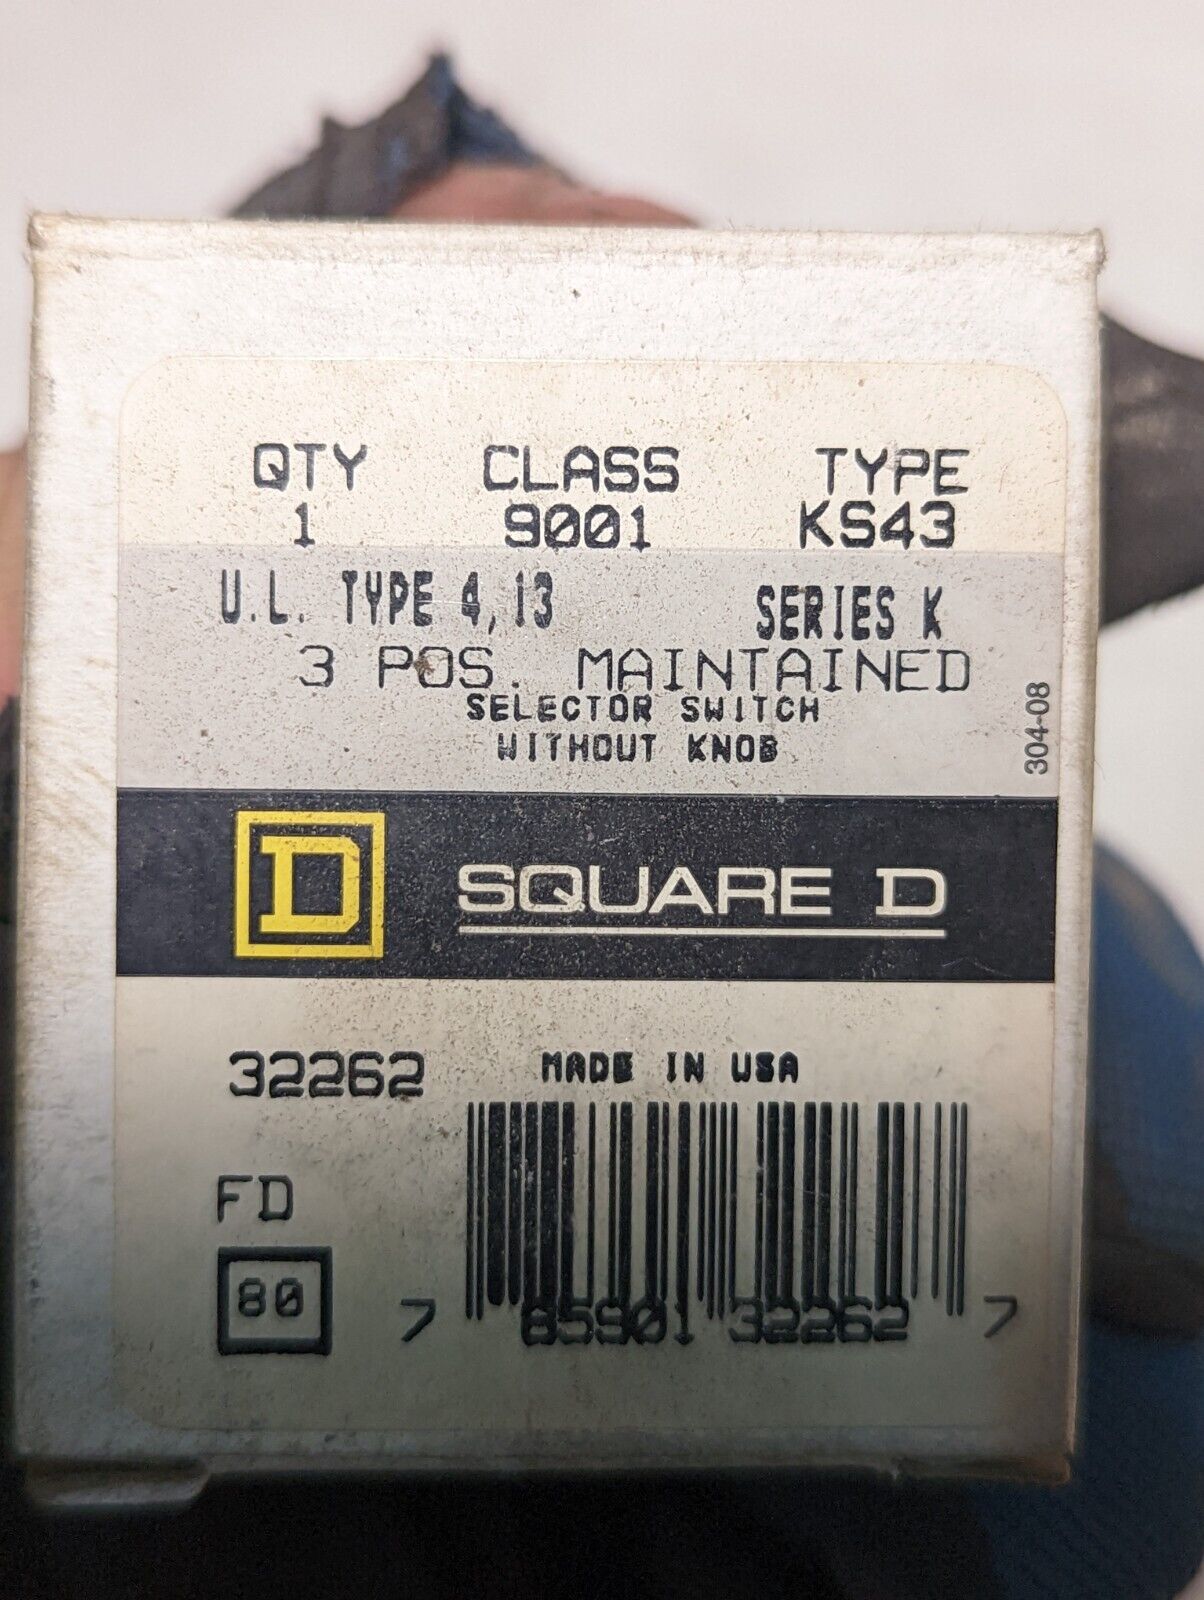 QTY CLASS TYPE
1 9001 KS43
U.L. TYPE 4,13 SERIES K
3 POS. MAINTAINED
SELECTOR SWITCH
WITHOUT KNOB
304-08
D SQUARE D
32262 MADE IN USA
FD
80
7 85901 32262 7